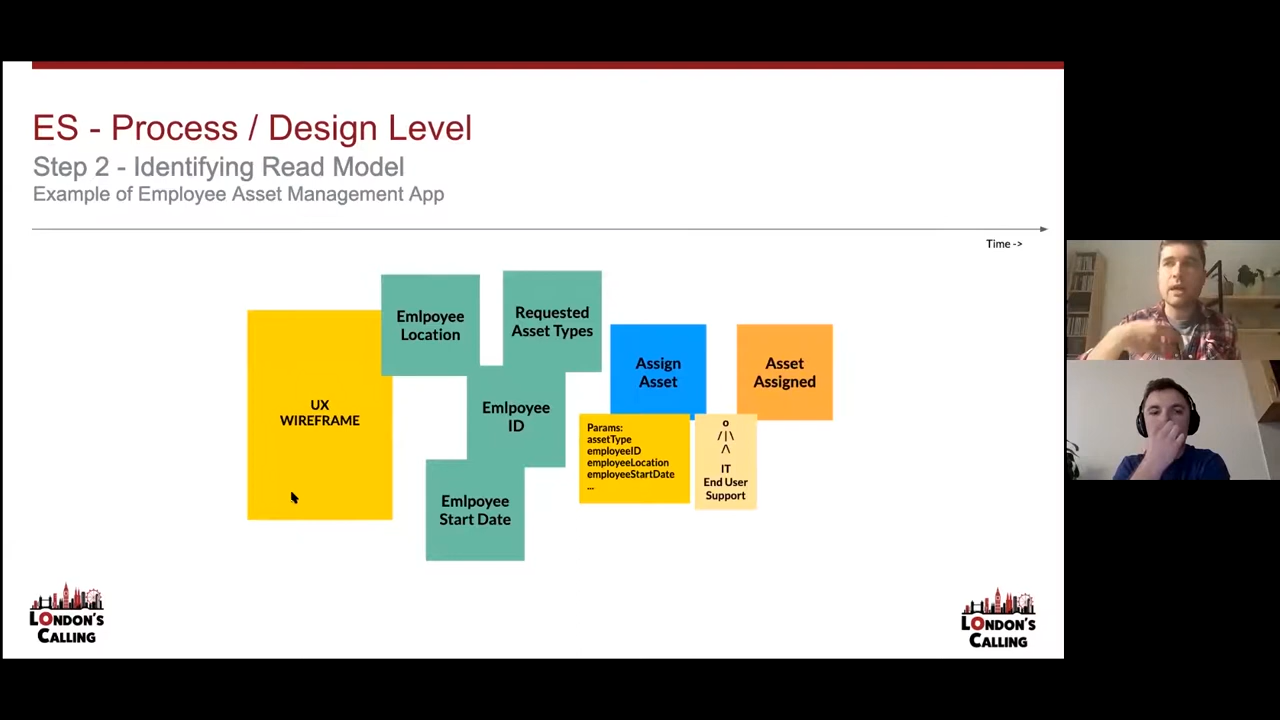 ES - Process / Design Level
Step 2 - Identifying Read Model
Example of Employee Asset Management App
Time ->
UX
WIREFRAME
Emlpoyee
Location
Requested
Asset Types
Emlpoyee
ID
Emlpoyee
Start Date
Assign
Asset
Asset
Assigned
Params:
assetType
employeeID
employeeLocation
employeeStartDate
...
o
/|\
/\
IT
End User
Support
LONDON'S
CALLING
LONDON'S
CALLING